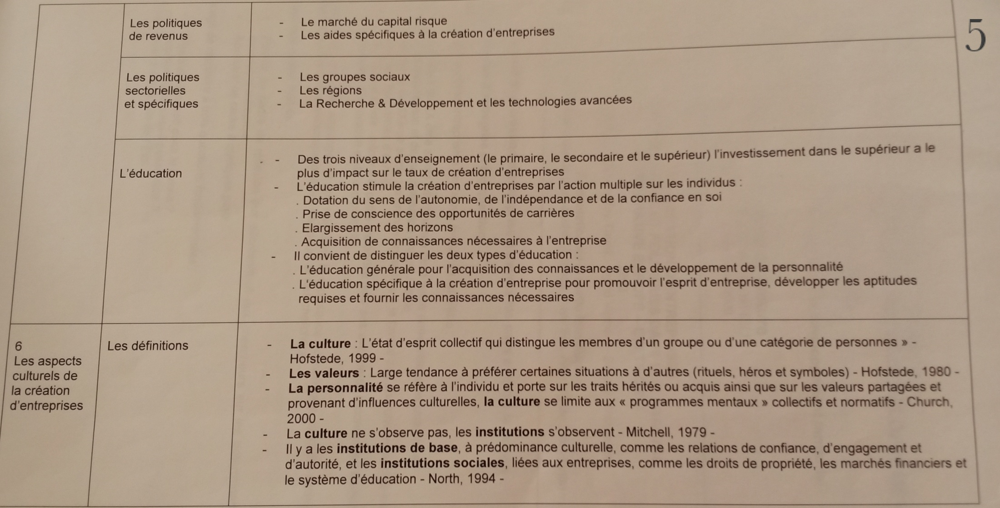 5
Les politiques
de revenus
- Le marché du capital risque
- Les aides spécifiques à la création d'entreprises
Les politiques
sectorielles
et spécifiques
- Les groupes sociaux
- Les régions
- La Recherche & Développement et les technologies avancées
L'éducation
- Des trois niveaux d'enseignement (le primaire, le secondaire et le supérieur) l'investissement dans le supérieur a le
plus d'impact sur le taux de création d'entreprises
- L'éducation stimule la création d'entreprises par l'action multiple sur les individus :
. Dotation du sens de l'autonomie, de l'indépendance et de la confiance en soi
. Prise de conscience des opportunités de carrières
. Elargissement des horizons
. Acquisition de connaissances nécessaires à l'entreprise
- Il convient de distinguer les deux types d'éducation :
. L'éducation générale pour l'acquisition des connaissances et le développement de la personnalité
. L'éducation spécifique à la création d'entreprise pour promouvoir l'esprit d'entreprise, développer les aptitudes
requises et fournir les connaissances nécessaires
6
Les aspects
culturels de
la création
d'entreprises
Les définitions
- La culture : L'état d'esprit collectif qui distingue les membres d'un groupe ou d'une catégorie de personnes » -
Hofstede, 1999 -
- Les valeurs : Large tendance à préférer certaines situations à d'autres (rituels, héros et symboles) - Hofstede, 1980 -
- La personnalité se réfère à l'individu et porte sur les traits hérités ou acquis ainsi que sur les valeurs partagées et
provenant d'influences culturelles, la culture se limite aux « programmes mentaux » collectifs et normatifs - Church,
2000 -
- La culture ne s'observe pas, les institutions s'observent - Mitchell, 1979 -
- Il y a les institutions de base, à prédominance culturelle, comme les relations de confiance, d'engagement et
d'autorité, et les institutions sociales, liées aux entreprises, comme les droits de propriété, les marchés financiers et
le système d'éducation - North, 1994 -